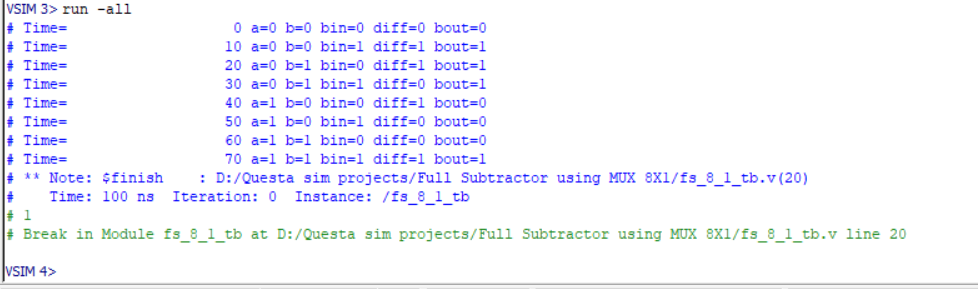 VSIM 3> run -all
# Time=                   0 a=0 b=0 bin=0 diff=0 bout=0
# Time=                  10 a=0 b=0 bin=1 diff=1 bout=1
# Time=                  20 a=0 b=1 bin=0 diff=1 bout=1
# Time=                  30 a=0 b=1 bin=1 diff=0 bout=1
# Time=                  40 a=1 b=0 bin=0 diff=1 bout=0
# Time=                  50 a=1 b=0 bin=1 diff=0 bout=0
# Time=                  60 a=1 b=1 bin=0 diff=0 bout=0
# Time=                  70 a=1 b=1 bin=1 diff=1 bout=1
# ** Note: $finish    : D:/Questa sim projects/Full Subtractor using MUX 8X1/fs_8_1_tb.v(20)
#    Time: 100 ns  Iteration: 0  Instance: /fs_8_1_tb
# 1
# Break in Module fs_8_1_tb at D:/Questa sim projects/Full Subtractor using MUX 8X1/fs_8_1_tb.v line 20
VSIM 4>